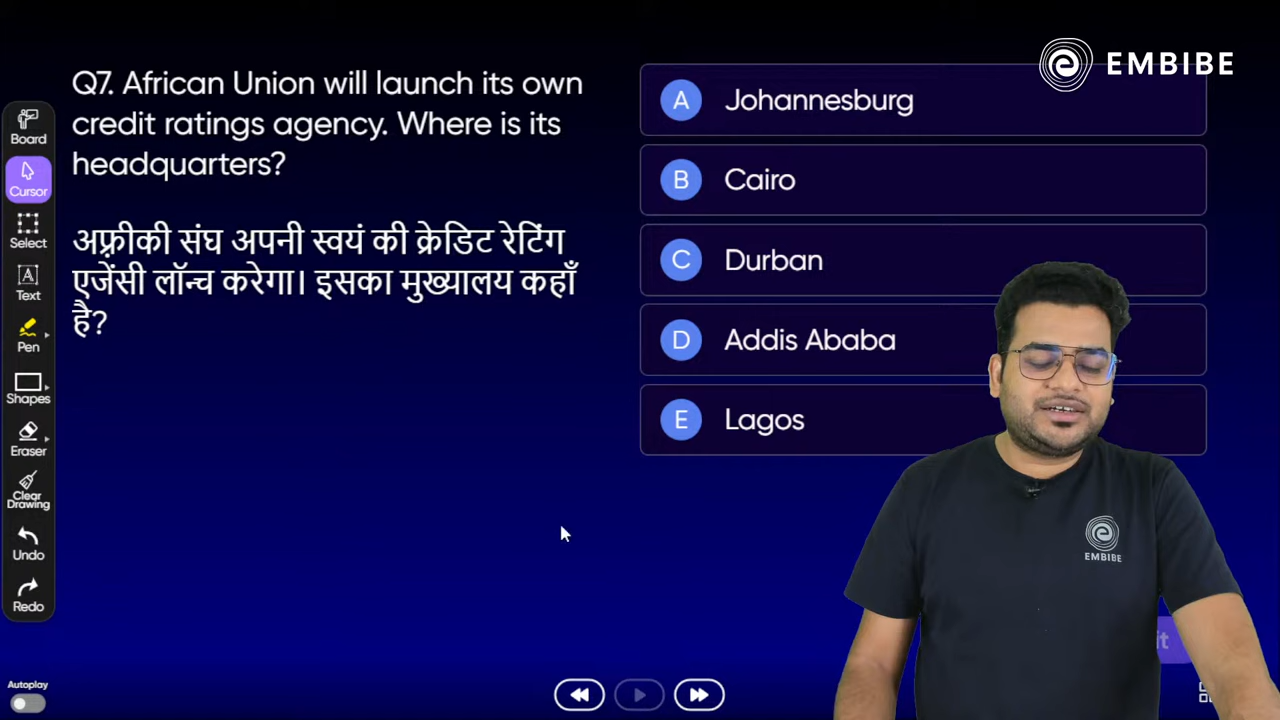 EMBIBE
Q7. African Union will launch its own
credit ratings agency. Where is its
headquarters?
अफ़्रीकी संघ अपनी स्वयं की क्रेडिट रेटिंग
एजेंसी लॉन्च करेगा। इसका मुख्यालय कहाँ
है?
A Johannesburg
B Cairo
C Durban
D Addis Ababa
E Lagos
Board
Cursor
Select
A
Text
Pen
Shapes
Eraser
Clear
Drawing
Undo
Redo
Autoplay
EMBIBE
it